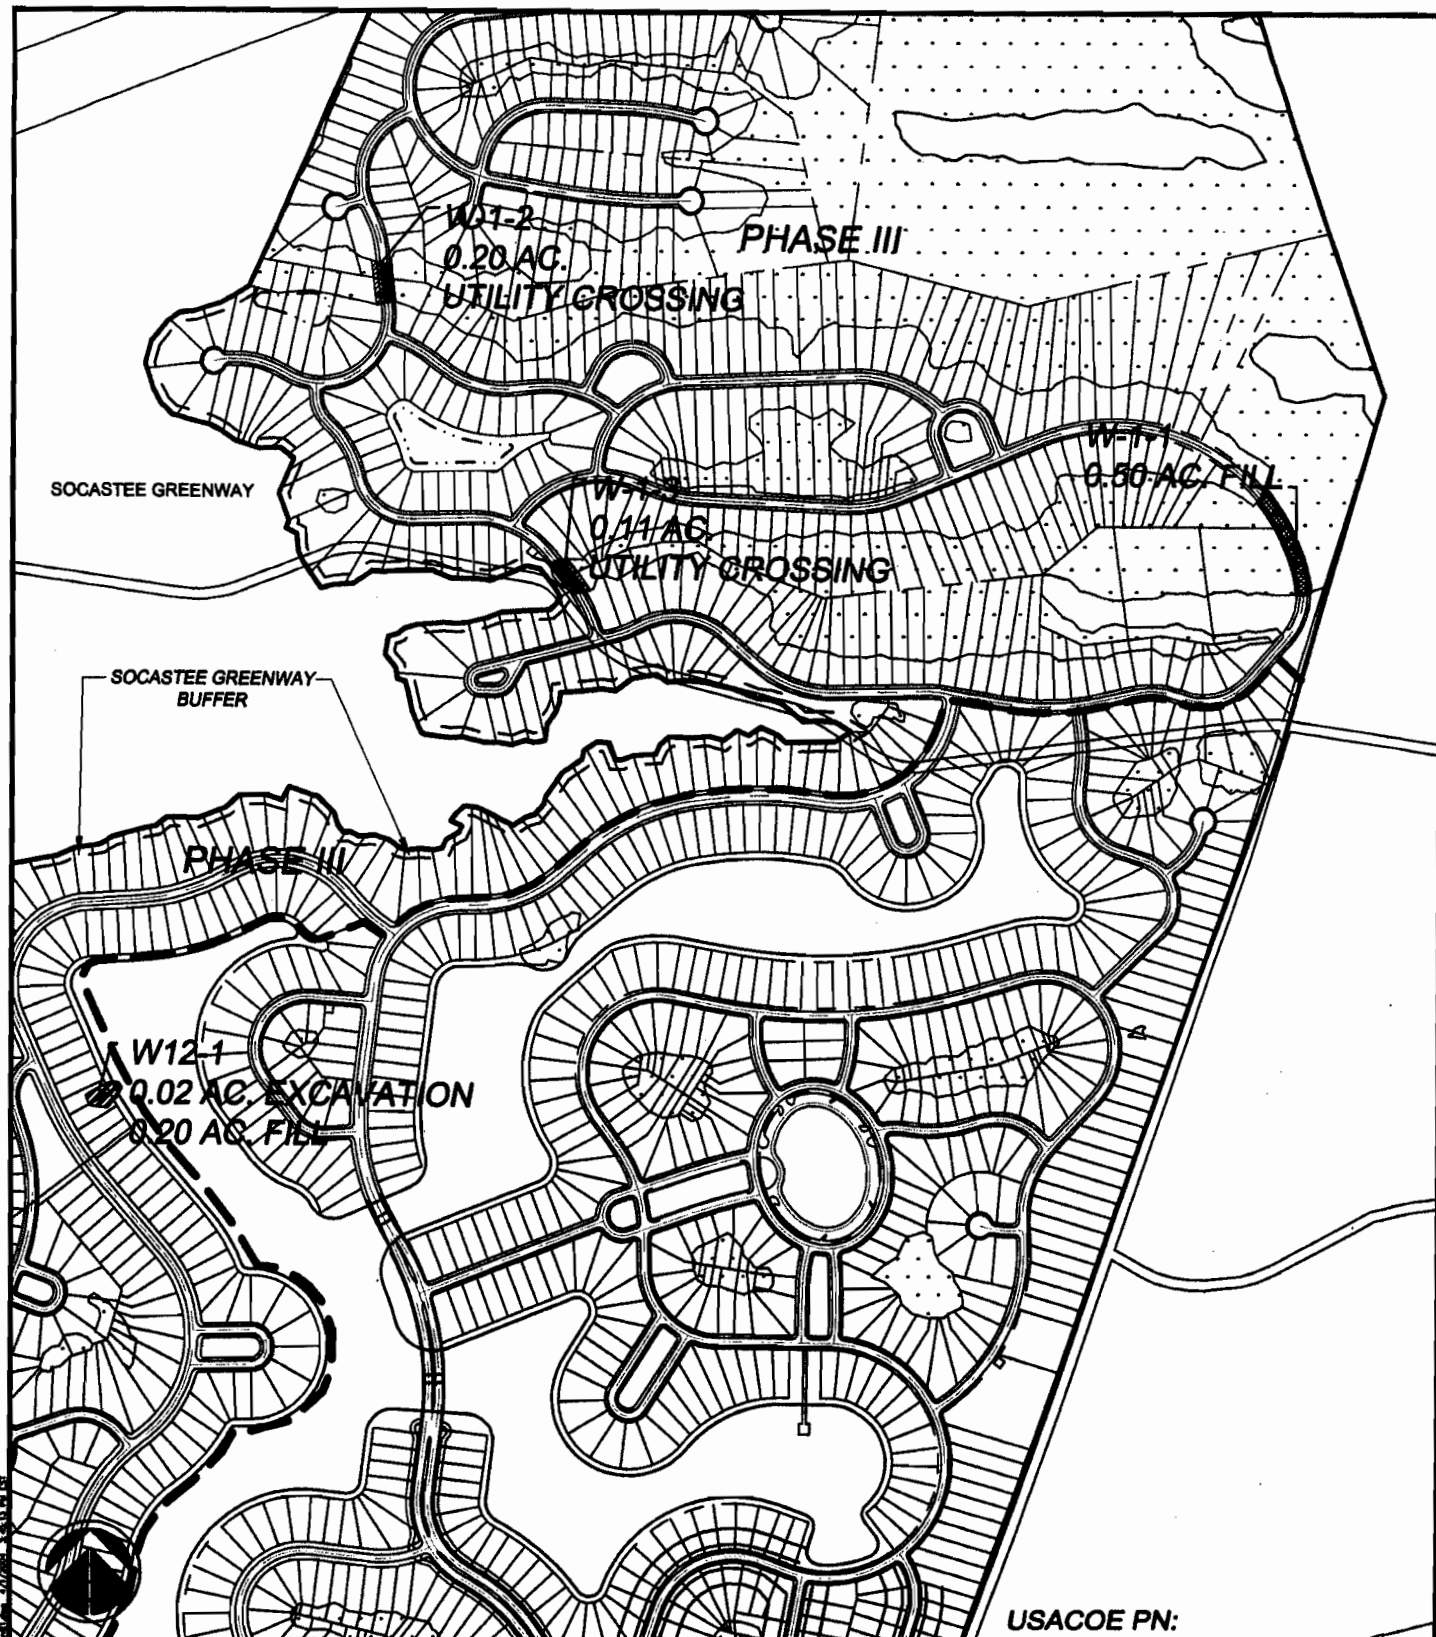 W-1-2
0.20 AC.
UTILITY CROSSING
PHASE III
W-1-1
0.50 AC. FILL
SOCASTEE GREENWAY
W-1-3
0.11 AC.
UTILITY CROSSING
SOCASTEE GREENWAY
BUFFER
PHASE III
W12-1
0.02 AC. EXCAVATION
0.20 AC. FILL
USACOE PN: